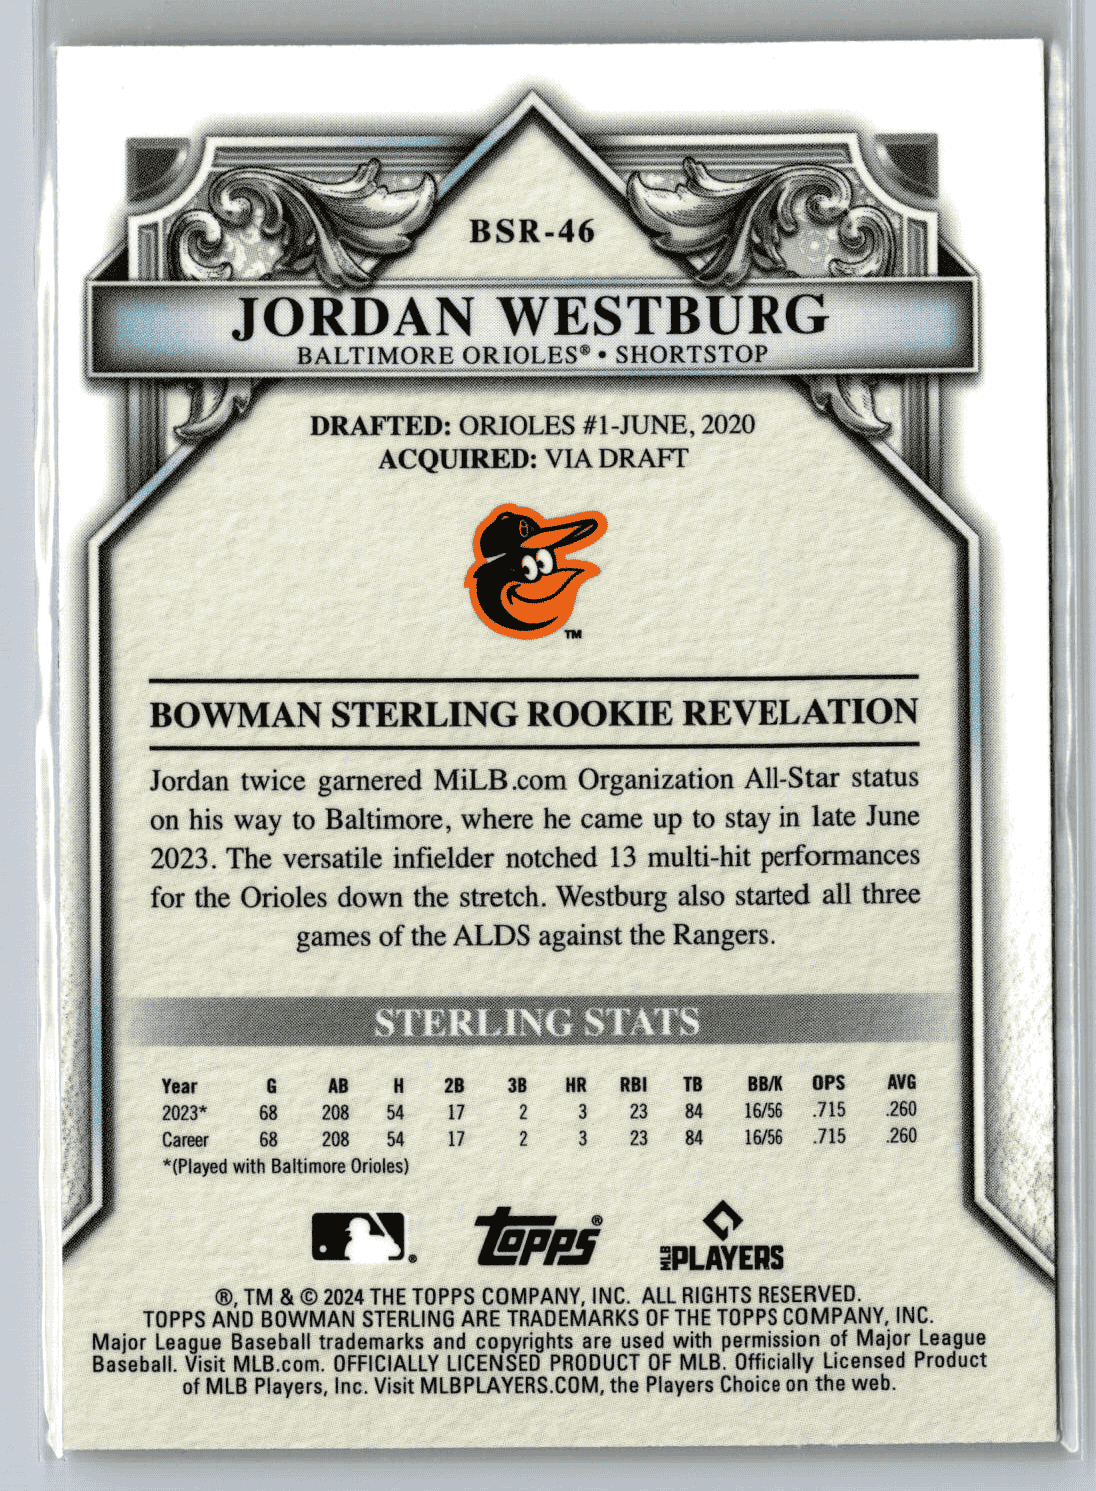 BSR-46
JORDAN WESTBURG
BALTIMORE ORIOLES® • SHORTSTOP
DRAFTED: ORIOLES #1-JUNE, 2020
ACQUIRED: VIA DRAFT
TM
BOWMAN STERLING ROOKIE REVELATION
Jordan twice garnered MiLB.com Organization All-Star status
on his way to Baltimore, where he came up to stay in late June
2023. The versatile infielder notched 13 multi-hit performances
for the Orioles down the stretch. Westburg also started all three
games of the ALDS against the Rangers.
STERLING STATS
Year G AB H 2B 3B HR RBI TB BB/K OPS AVG
2023* 68 208 54 17 2 3 23 84 16/56 .715 .260
Career 68 208 54 17 2 3 23 84 16/56 .715 .260
*(Played with Baltimore Orioles)
® Topps® MLB PLAYERS
®, TM & © 2024 THE TOPPS COMPANY, INC. ALL RIGHTS RESERVED.
TOPPS AND BOWMAN STERLING ARE TRADEMARKS OF THE TOPPS COMPANY, INC.
Major League Baseball trademarks and copyrights are used with permission of Major League
Baseball. Visit MLB.com. OFFICIALLY LICENSED PRODUCT OF MLB. Officially Licensed Product
of MLB Players, Inc. Visit MLBPLAYERS.COM, the Players Choice on the web.